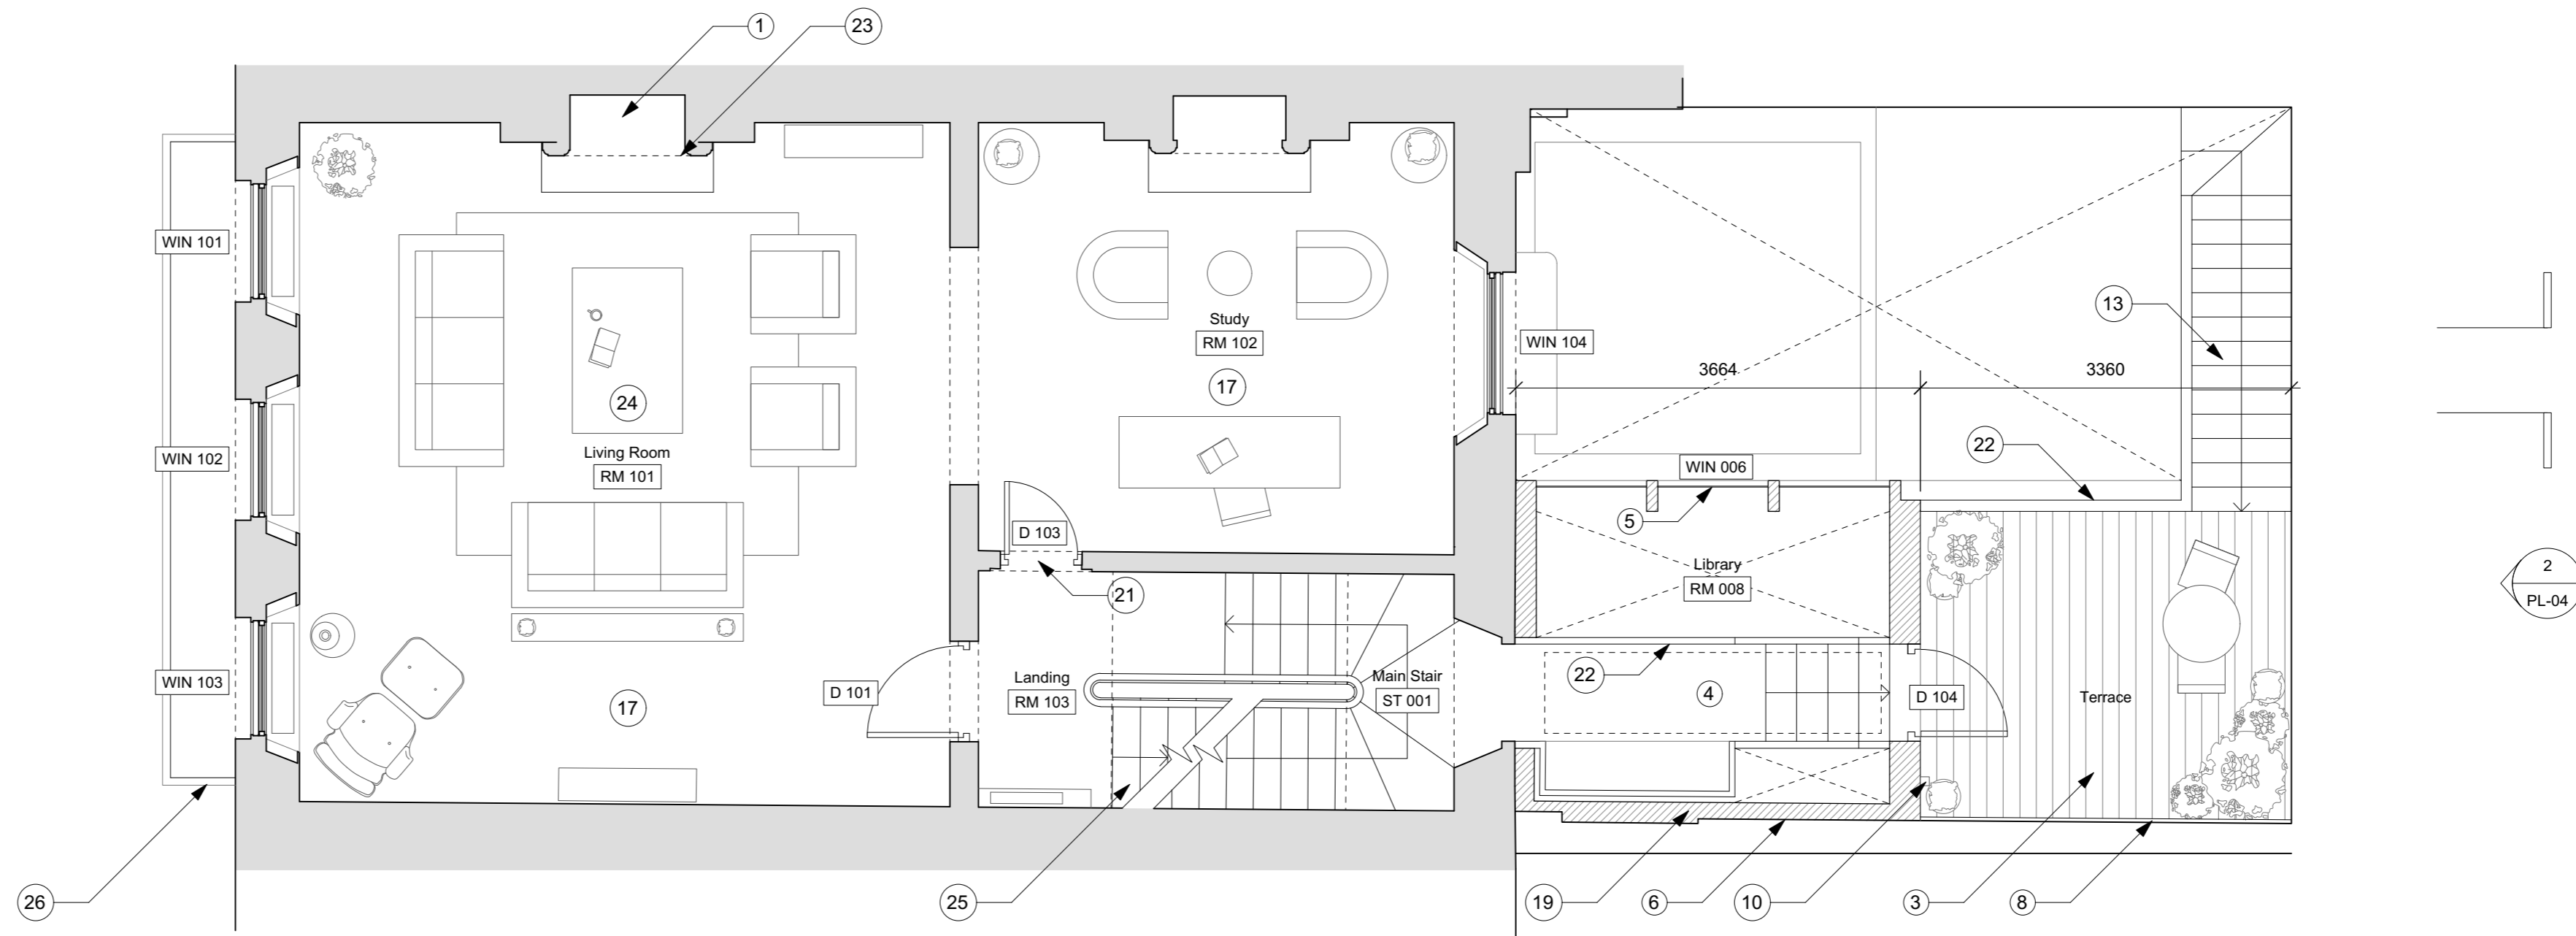 1
23
WIN 101
Study
RM 102
WIN 104
13
3664
3360
17
24
Living Room
RM 101
WIN 102
22
WIN 006
5
D 103
Library
RM 008
21
2
PL-04
WIN 103
17
D 101
Landing
RM 103
Main Stair
ST 001
22
4
D 104
Terrace
26
25
19
6
10
3
8